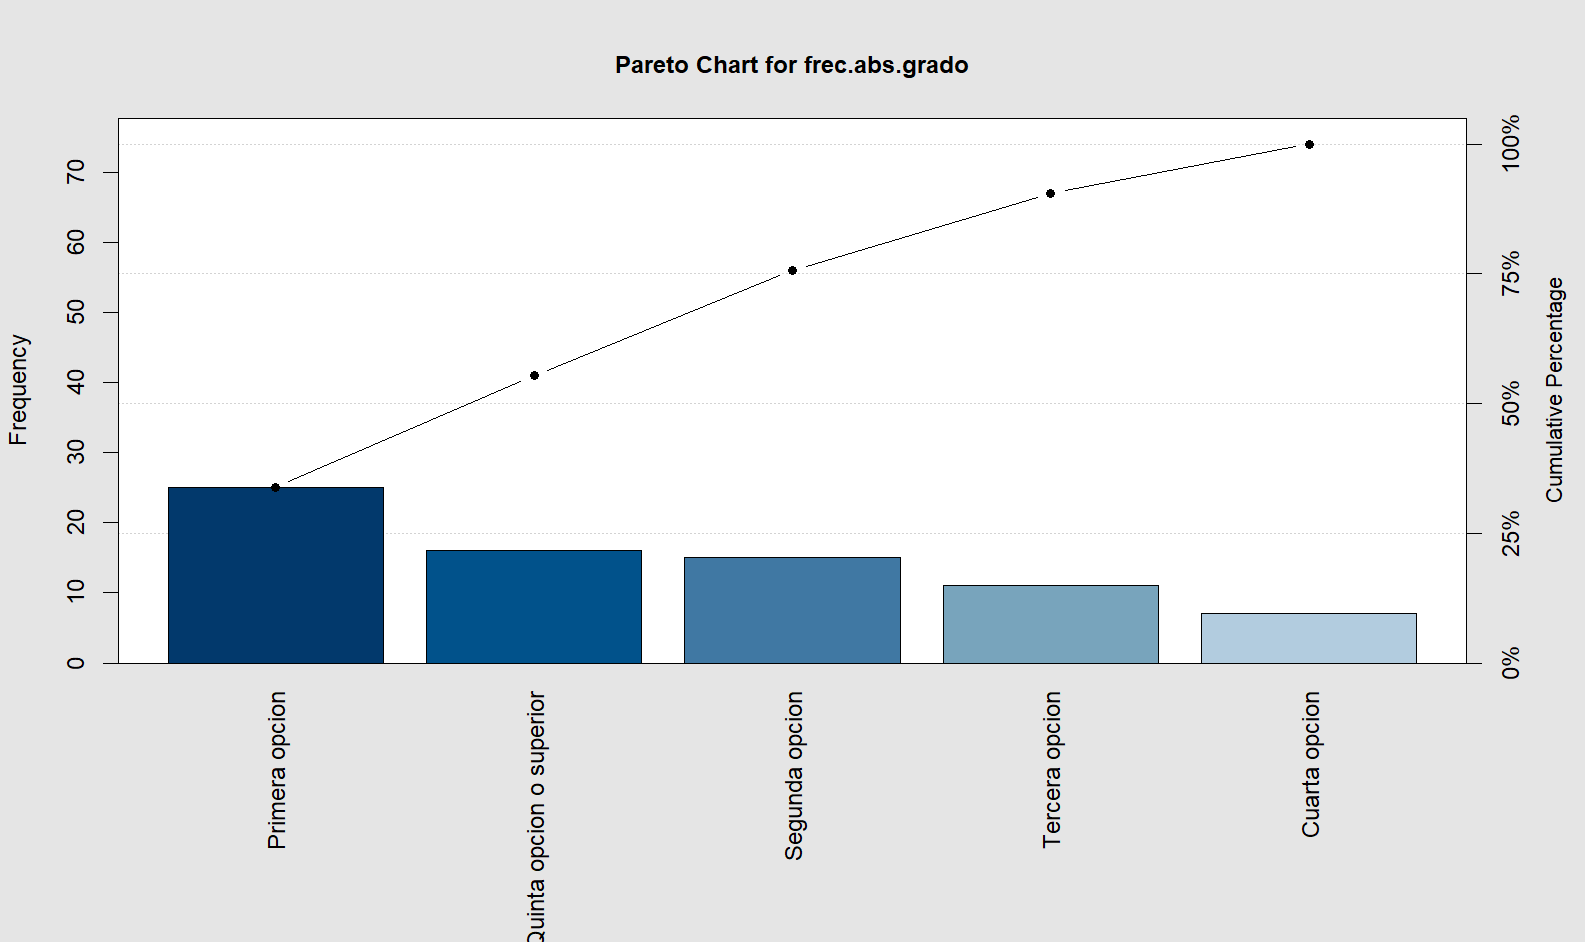 Pareto Chart for frec.abs.grado
Frequency
70
60
50
40
30
20
10
0
100%
75%
50%
25%
0%
Cumulative Percentage
Primera opcion
Quinta opcion o superior
Segunda opcion
Tercera opcion
Cuarta opcion